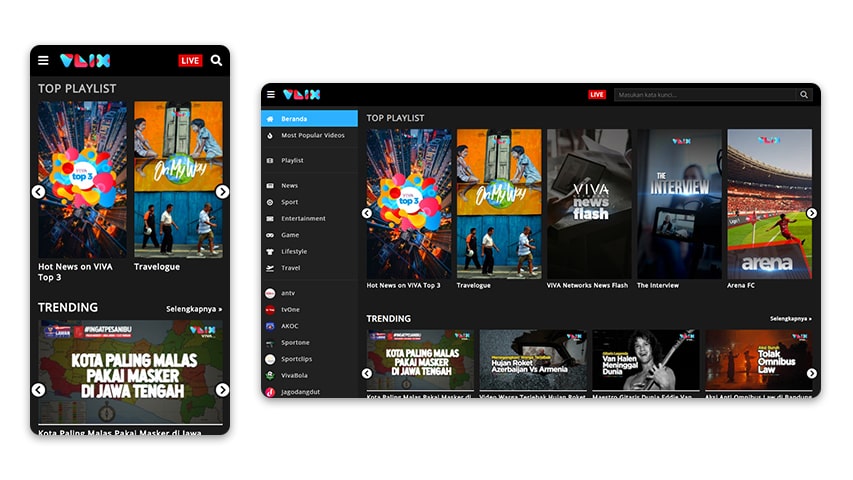 VLIX
LIVE
TOP PLAYLIST
VIVA
top 3
On My Way
Hot News on VIVA
Top 3
Travelogue
TRENDING
Selengkapnya »
#INGATPESANIBU
VLIX
KOTA PALING MALAS
PAKAI MASKER
DI JAWA TENGAH
Kota Paling Malas Pakai Masker di Jawa
VLIX
LIVE
Masukan kata kunci...
Beranda
Most Popular Videos
Playlist
News
Sport
Entertainment
Game
Lifestyle
Travel
antv
tvOne
AKOC
Sportone
Sportclips
VivaBola
Jagodangdut
TOP PLAYLIST
VIVA
top 3
On My Way
VIVA
news
flash
THE
INTERVIEW
arena
Hot News on VIVA Top 3
Travelogue
VIVA Networks News Flash
The Interview
Arena FC
TRENDING
Selengkapnya »
#INGATPESANIBU
VLIX
KOTA PALING MALAS
PAKAI MASKER
DI JAWA TENGAH
Hujan Roket
Azerbaijan Vs Armenia
Van Halen
Meninggal
Dunia
Tolak
Omnibus
Law
Kota Paling Malas Pakai Masker di
Video Warga Terjebak Hujan Roket
Maestro Gitaris Dunia Eddie Van
Aksi Anti Omnibus Law di Bandung